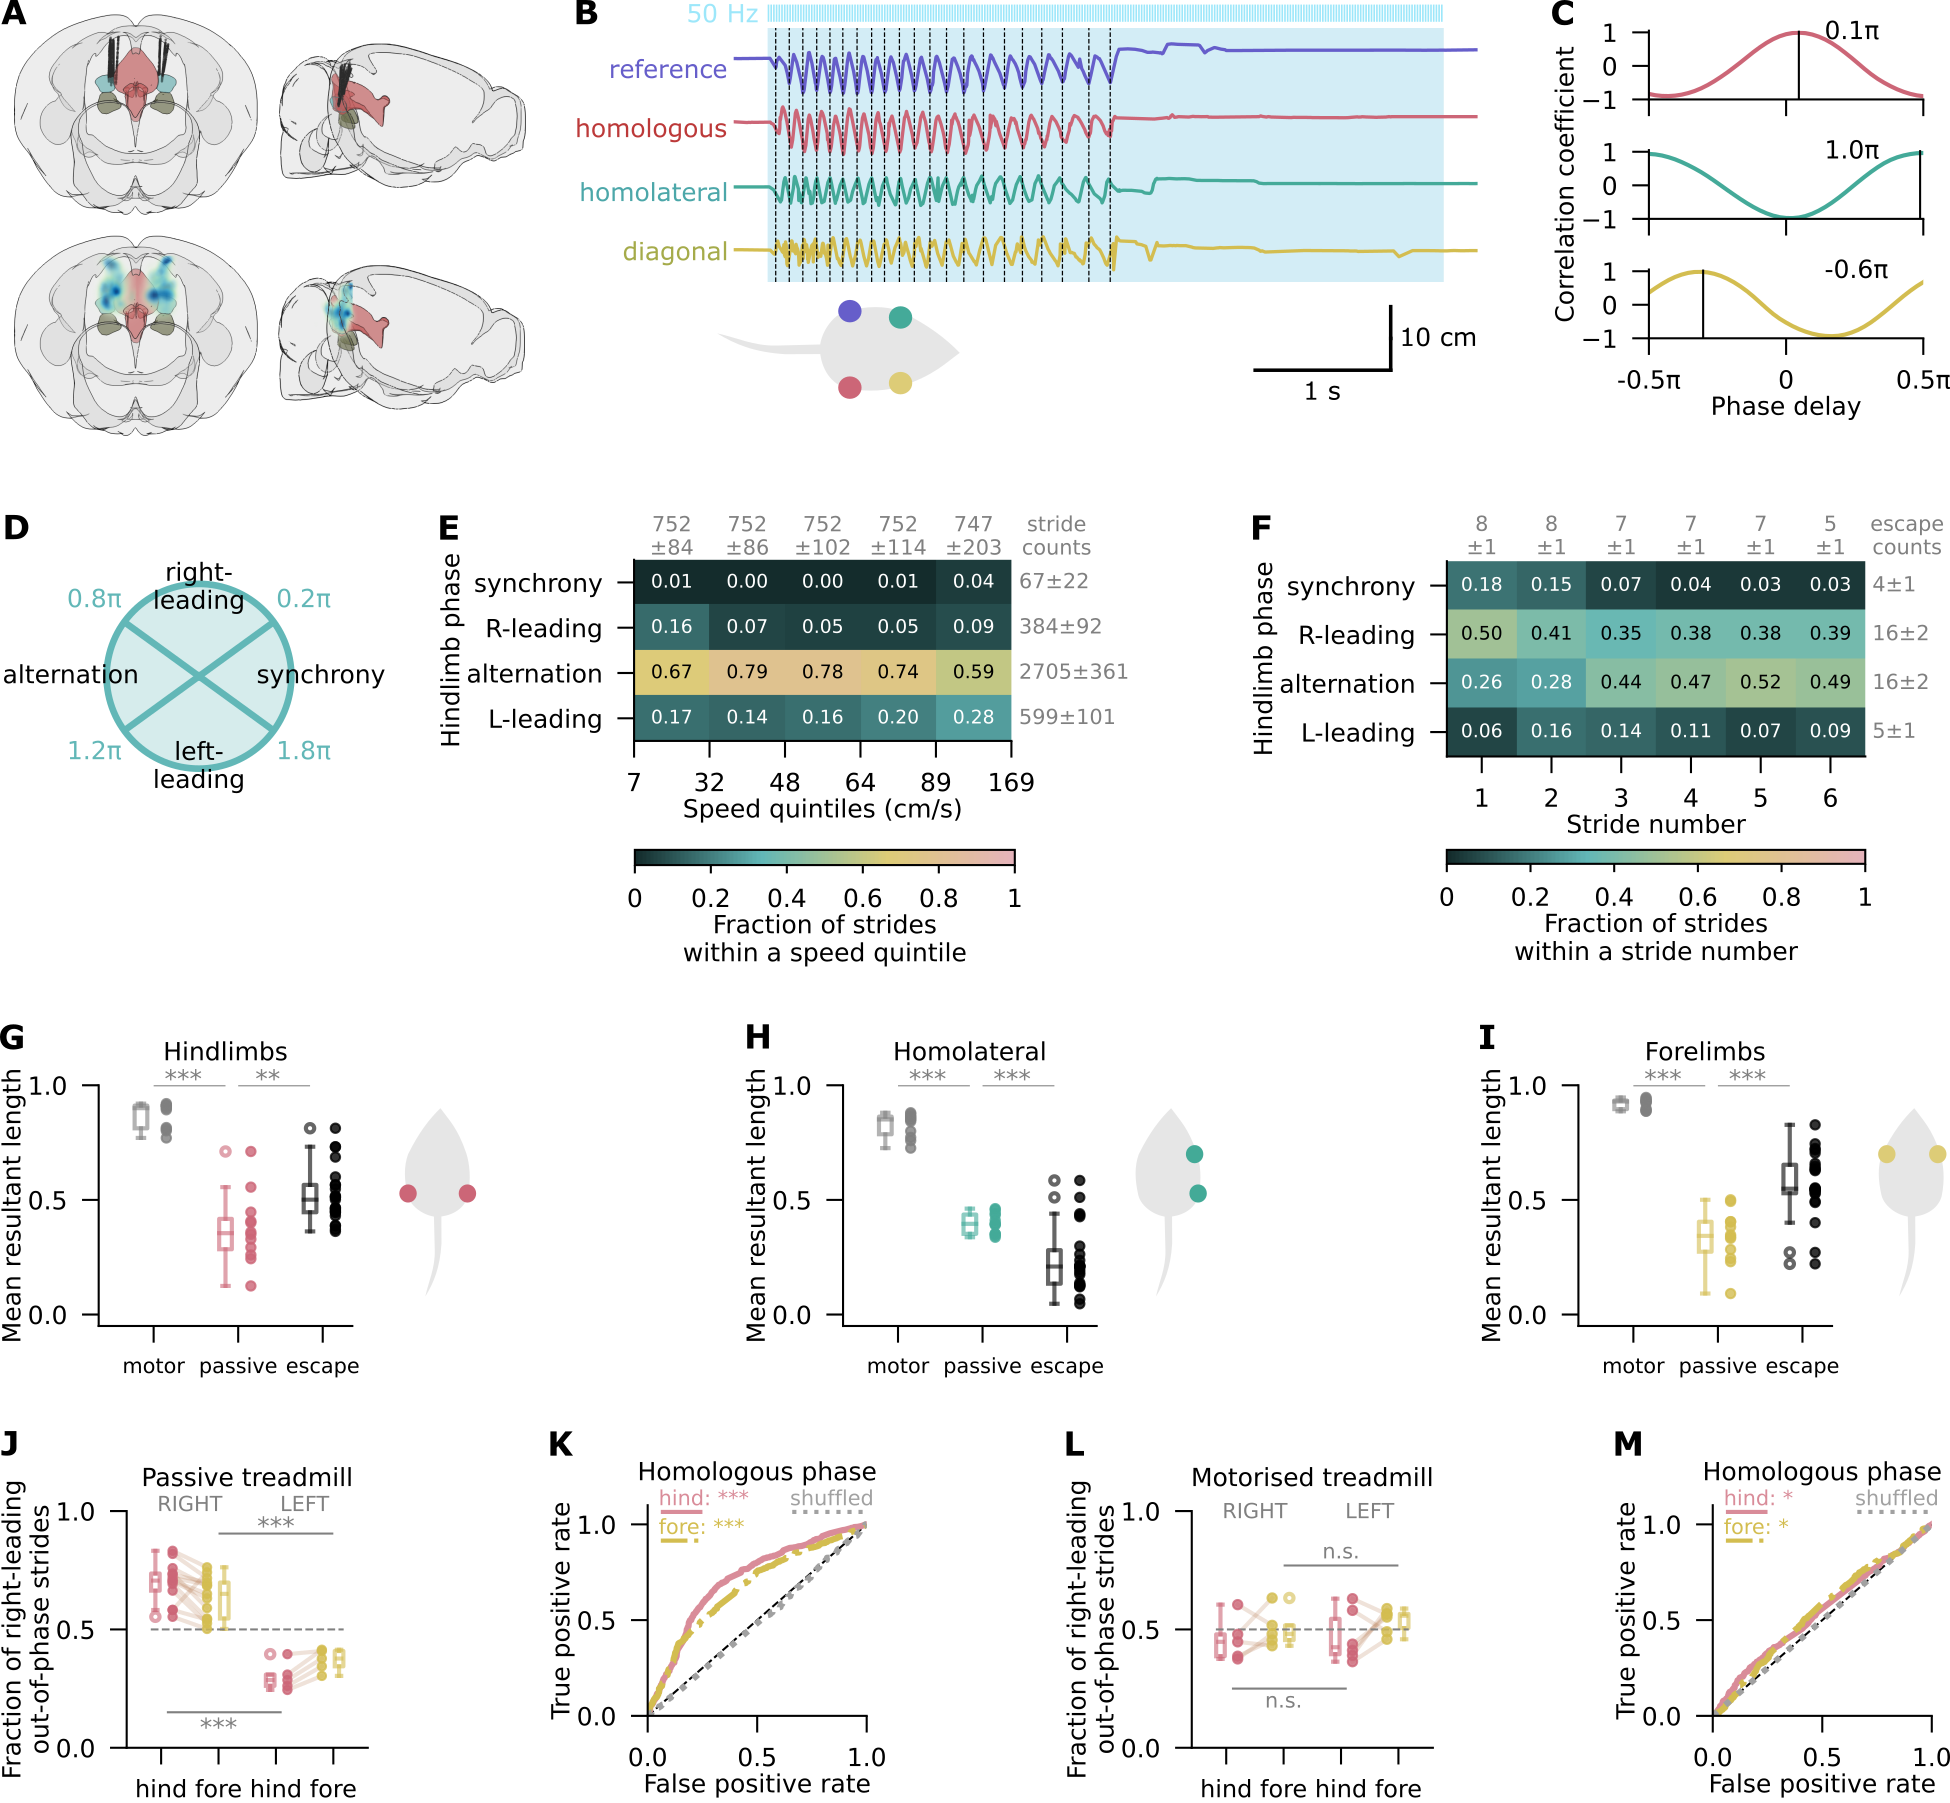 A
B
50 Hz
reference
homologous
homolateral
diagonal
10 cm
1 s
C
Correlation coefficient
1
0
−1
0.1π
1
0
−1
1.0π
1
0
−1
-0.6π
-0.5π 0 0.5π
Phase delay
D
right-
leading
0.8π 0.2π
alternation synchrony
1.2π 1.8π
left-
leading
E
752 752 752 752 747 stride
±84 ±86 ±102 ±114 ±203 counts
Hindlimb phase
synchrony 0.01 0.00 0.00 0.01 0.04 67±22
R-leading 0.16 0.07 0.05 0.05 0.09 384±92
alternation 0.67 0.79 0.78 0.74 0.59 2705±361
L-leading 0.17 0.14 0.16 0.20 0.28 599±101
7 32 48 64 89 169
Speed quintiles (cm/s)
0 0.2 0.4 0.6 0.8 1
Fraction of strides
within a speed quintile
F
8 8 7 7 7 5 escape
±1 ±1 ±1 ±1 ±1 ±1 counts
Hindlimb phase
synchrony 0.18 0.15 0.07 0.04 0.03 0.03 4±1
R-leading 0.50 0.41 0.35 0.38 0.38 0.39 16±2
alternation 0.26 0.28 0.44 0.47 0.52 0.49 16±2
L-leading 0.06 0.16 0.14 0.11 0.07 0.09 5±1
1 2 3 4 5 6
Stride number
0 0.2 0.4 0.6 0.8 1
Fraction of strides
within a stride number
G
Hindlimbs
*** **
Mean resultant length
1.0
0.5
0.0
motor passive escape
H
Homolateral
*** ***
Mean resultant length
1.0
0.5
0.0
motor passive escape
I
Forelimbs
*** ***
Mean resultant length
1.0
0.5
0.0
motor passive escape
J
Passive treadmill
RIGHT LEFT
***
Fraction of right-leading
out-of-phase strides
1.0
0.5
0.0
***
hind fore hind fore
K
Homologous phase
hind: *** shuffled
fore: ***
True positive rate
1.0
0.5
0.0
0.0 0.5 1.0
False positive rate
L
Motorised treadmill
RIGHT LEFT
n.s.
Fraction of right-leading
out-of-phase strides
1.0
0.5
0.0
n.s.
hind fore hind fore
M
Homologous phase
hind: * shuffled
fore: *
True positive rate
1.0
0.5
0.0
0.0 0.5 1.0
False positive rate